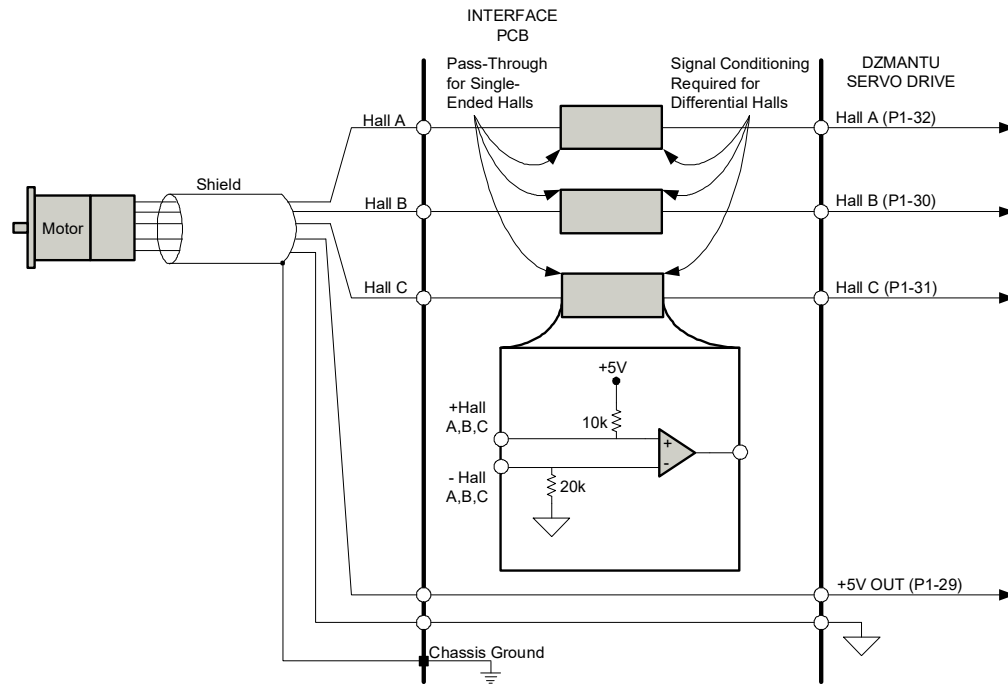 INTERFACE
PCB
Pass-Through
for Single-
Ended Halls
Signal Conditioning
Required for
Differential Halls
DZMANTU
SERVO DRIVE
Hall A
Hall A (P1-32)
Shield
Motor
Hall B
Hall B (P1-30)
Hall C
Hall C (P1-31)
+5V
+Hall
A,B,C
10k
+
-
- Hall
A,B,C
20k
+5V OUT (P1-29)
Chassis Ground